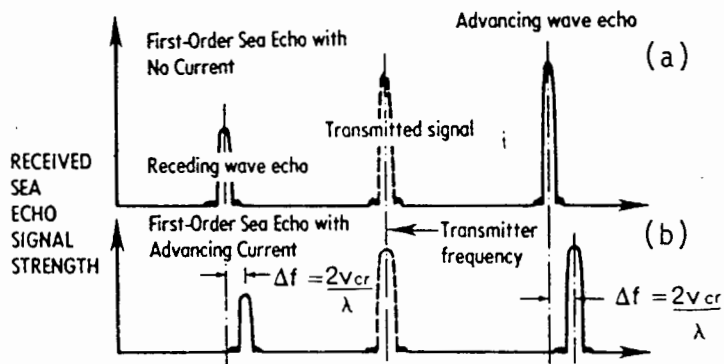 Advancing wave echo
(a)
First-Order Sea Echo with
No Current
Transmitted signal
Receding wave echo
RECEIVED
SEA
ECHO
SIGNAL
STRENGTH
First-Order Sea Echo with
Advancing Current
Transmitter
frequency
(b)
Δf = 2vcr/λ
Δf = 2vcr/λ